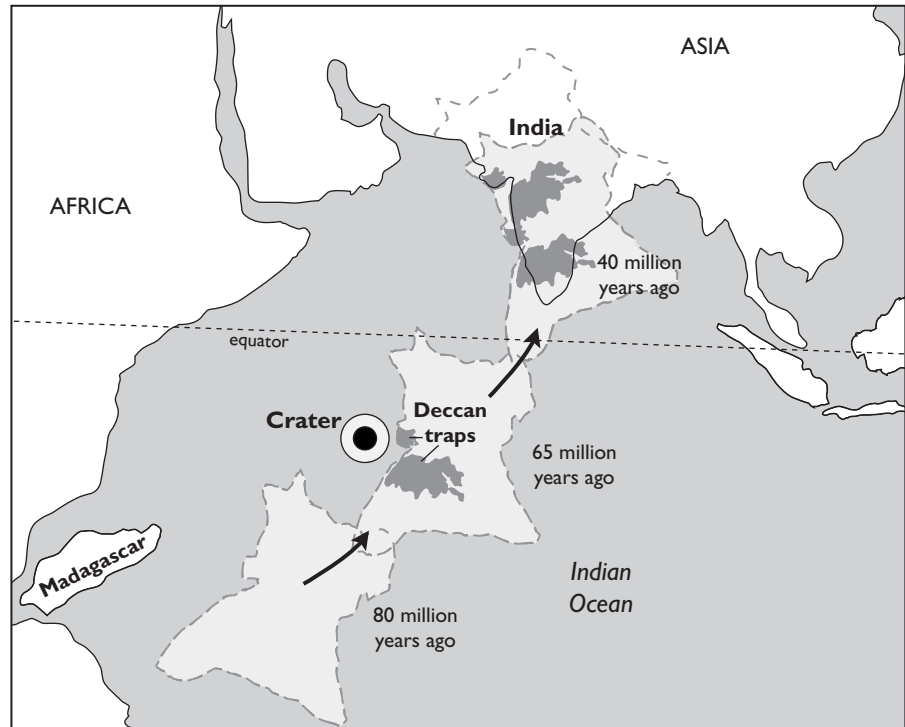 ASIA
India
AFRICA
40 million
years ago
equator
Crater
Deccan
traps
65 million
years ago
Madagascar
Indian
Ocean
80 million
years ago